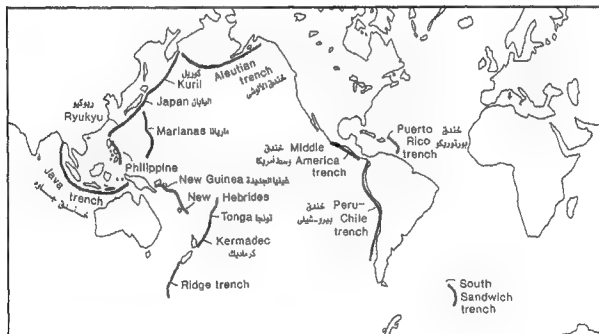 Aleutian
trench
خندق الأليوشى
كوريل
Kuril
ريوكيو
Ryukyu
Japan اليابان
Marianas ماريانا
Philippine
Java
trench
خندق جاوه
New Guinea غينيا الجديدة
New Hebrides
Tonga تونجا
Kermadec
كرماديك
Ridge trench
خندق Middle
وسط أمريكا America
trench
Puerto خندق
Rico بورتوريكو
trench
خندق Peru-
بيرو-شيلى Chile
trench
South
Sandwich
trench